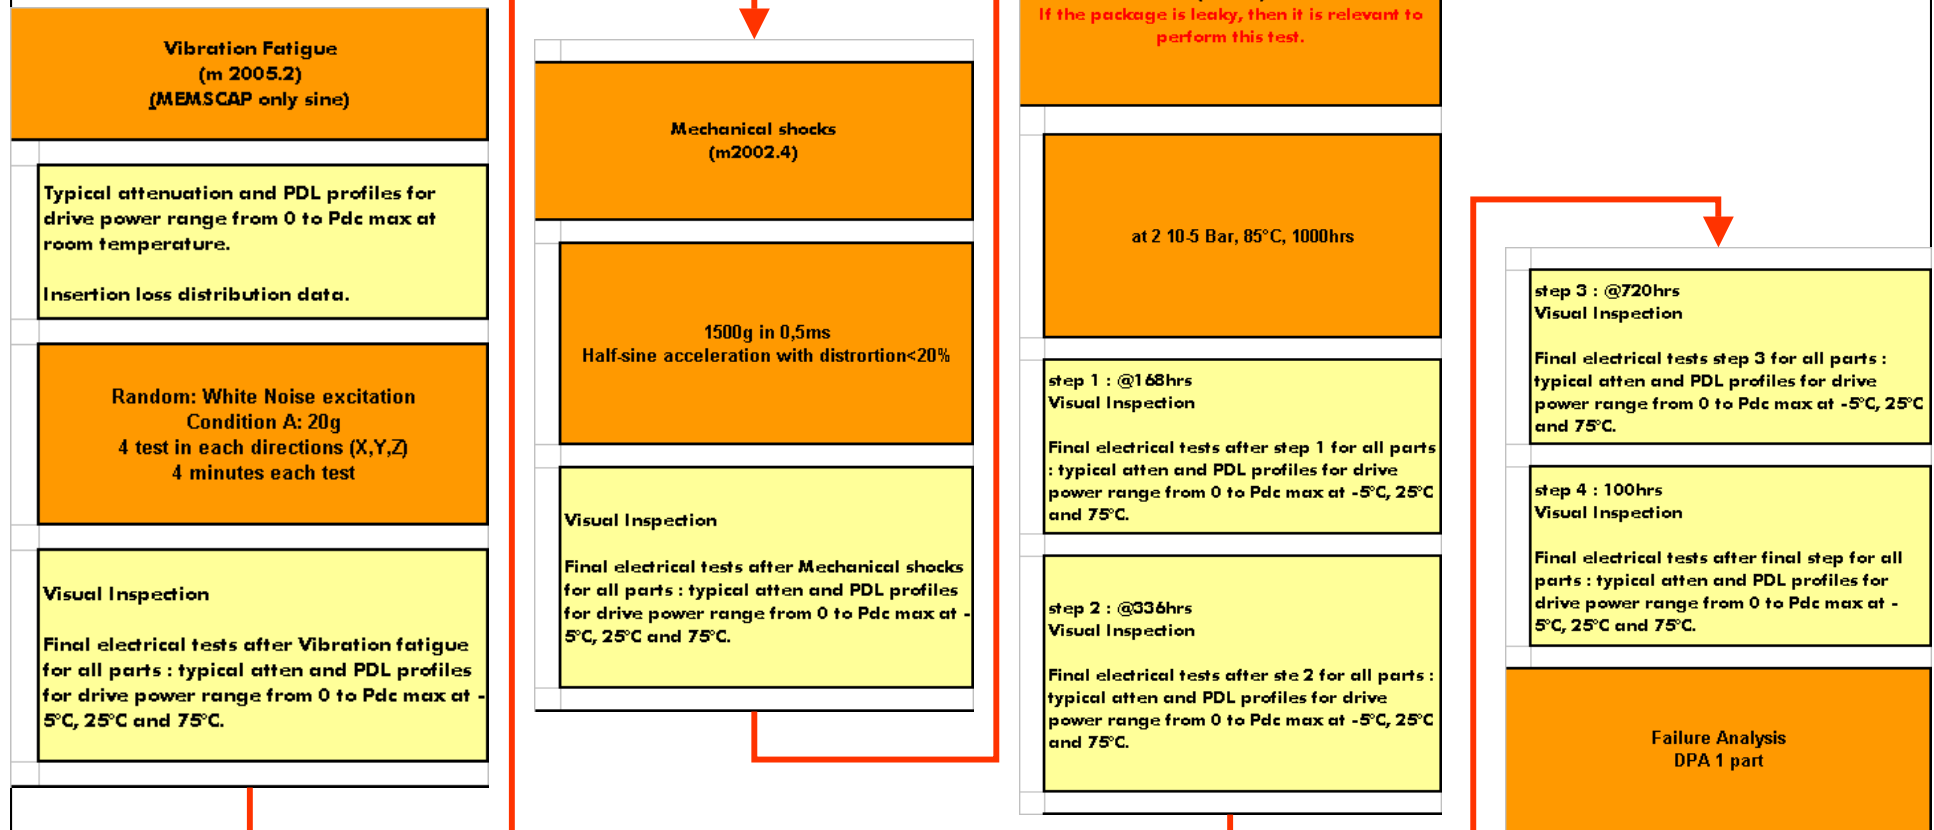 Vibration Fatigue
(m 2005.2)
(MEMSCAP only sine)
Typical attenuation and PDL profiles for
drive power range from 0 to Pdc max at
room temperature.
Insertion loss distribution data.
Random: White Noise excitation
Condition A: 20g
4 test in each directions (X,Y,Z)
4 minutes each test
Visual Inspection
Final electrical tests after Vibration fatigue
for all parts : typical atten and PDL profiles
for drive power range from 0 to Pdc max at -
5°C, 25°C and 75°C.
Mechanical shocks
(m2002.4)
1500g in 0,5ms
Half-sine acceleration with distrortion<20%
Visual Inspection
Final electrical tests after Mechanical shocks
for all parts : typical atten and PDL profiles
for drive power range from 0 to Pdc max at -
5°C, 25°C and 75°C.
If the package is leaky, then it is relevant to
perform this test.
at 2 10-5 Bar, 85°C, 1000hrs
step 1 : @168hrs
Visual Inspection
Final electrical tests after step 1 for all parts
: typical atten and PDL profiles for drive
power range from 0 to Pdc max at -5°C, 25°C
and 75°C.
step 2 : @336hrs
Visual Inspection
Final electrical tests after ste 2 for all parts :
typical atten and PDL profiles for drive
power range from 0 to Pdc max at -5°C, 25°C
and 75°C.
step 3 : @720hrs
Visual Inspection
Final electrical tests step 3 for all parts :
typical atten and PDL profiles for drive
power range from 0 to Pdc max at -5°C, 25°C
and 75°C.
step 4 : 100hrs
Visual Inspection
Final electrical tests after final step for all
parts : typical atten and PDL profiles for
drive power range from 0 to Pdc max at -
5°C, 25°C and 75°C.
Failure Analysis
DPA 1 part